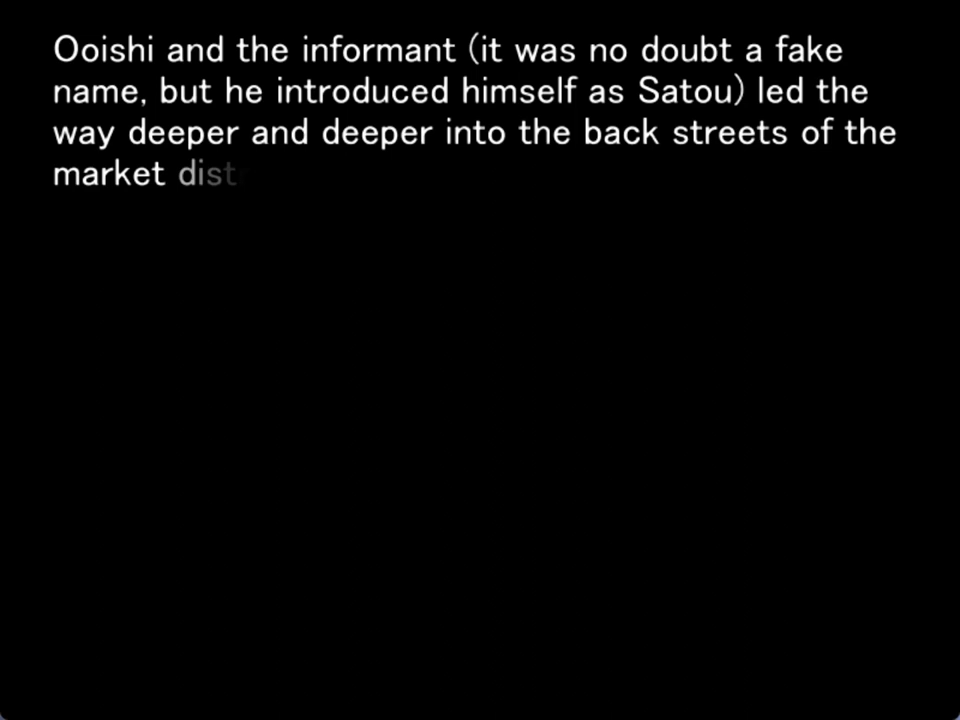 Ooishi and the informant (it was no doubt a fake
name, but he introduced himself as Satou) led the
way deeper and deeper into the back streets of the
market dist